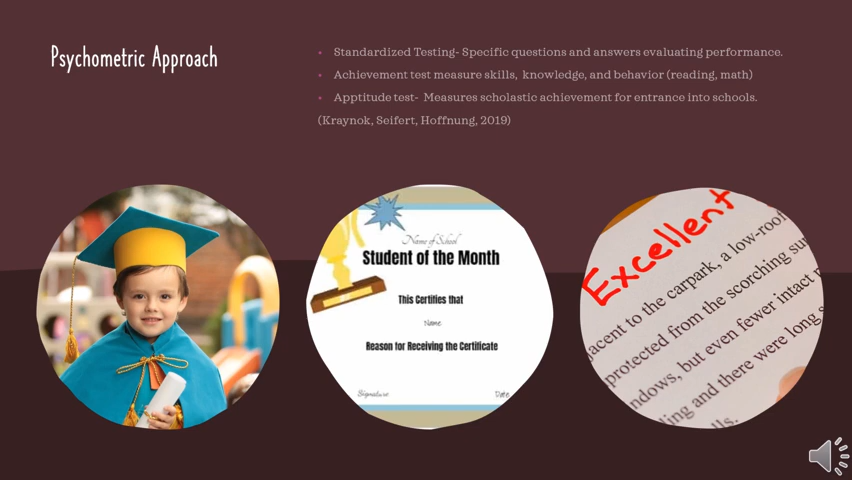 Psychometric Approach
Standardized Testing- Specific questions and answers evaluating performance.
Achievement test measure skills, knowledge, and behavior (reading, math)
Apptitude test- Measures scholastic achievement for entrance into schools.
(Kraynok, Seifert, Hoffnung, 2019)
Name of School
Student of the Month
This Certifies that
Name
Reason for Receiving the Certificate
Signature
Date
Excellent
acent to the carpark, a low-roof
protected from the scorching su
ndows, but even fewer intact
ling and there were long
lls.